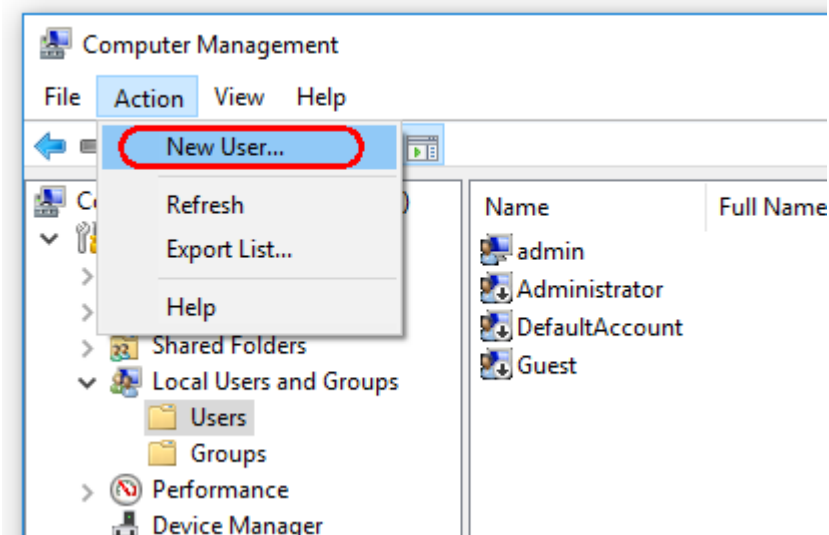 Computer Management
File Action View Help
New User...
Refresh
Export List...
Help
Shared Folders
Local Users and Groups
Users
Groups
Performance
Device Manager
Name Full Name
admin
Administrator
DefaultAccount
Guest